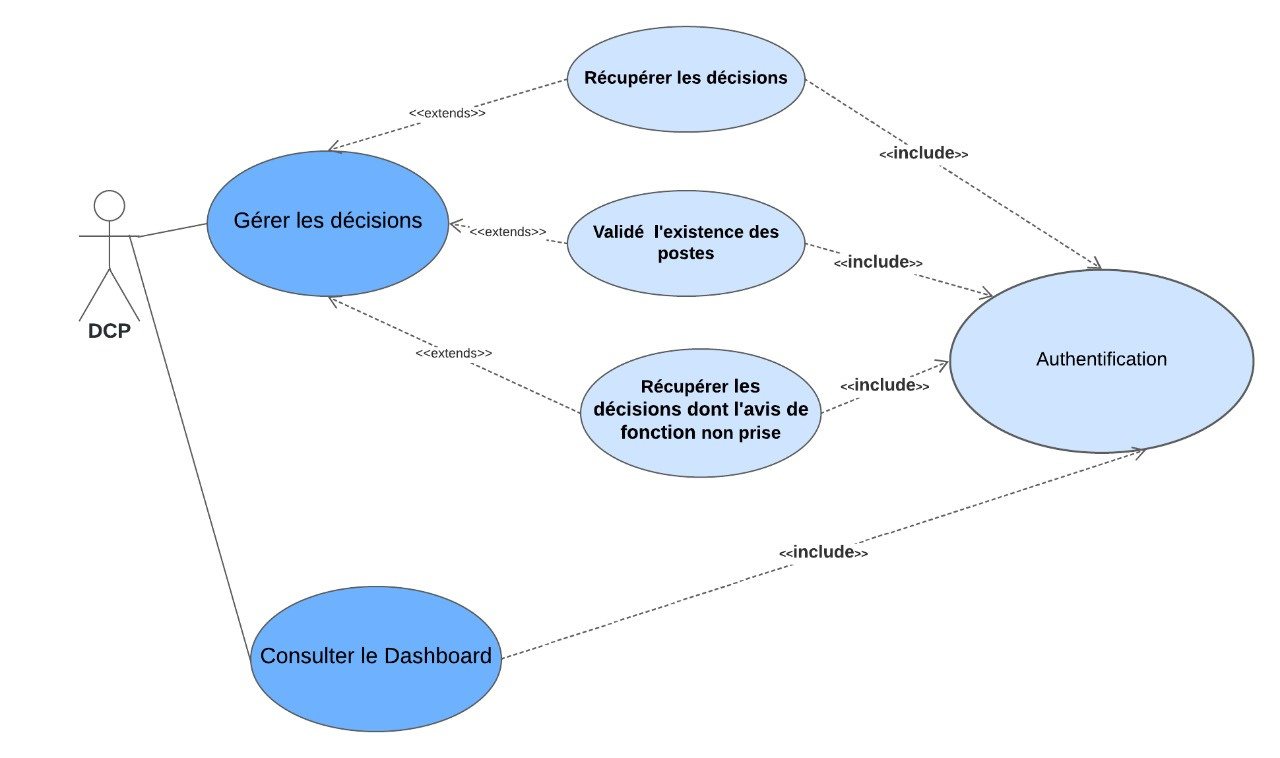 Récupérer les décisions
<<extends>>
<<include>>
Gérer les décisions
Validé  l'existence des
postes
<<extends>>
<<include>>
DCP
<<extends>>
Récupérer les
décisions dont l'avis de
fonction non prise
<<include>>
Authentification
<<include>>
Consulter le Dashboard